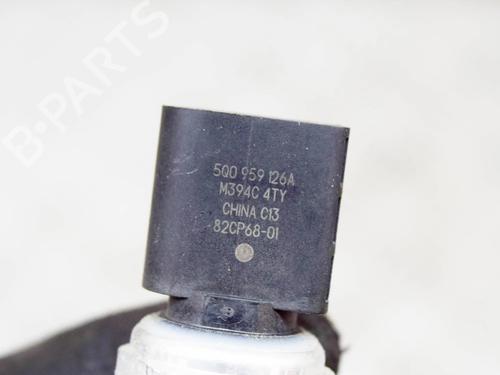 B-PARTS
5Q0 959 126A
M394C 4TY
CHINA C13
82CP68-01